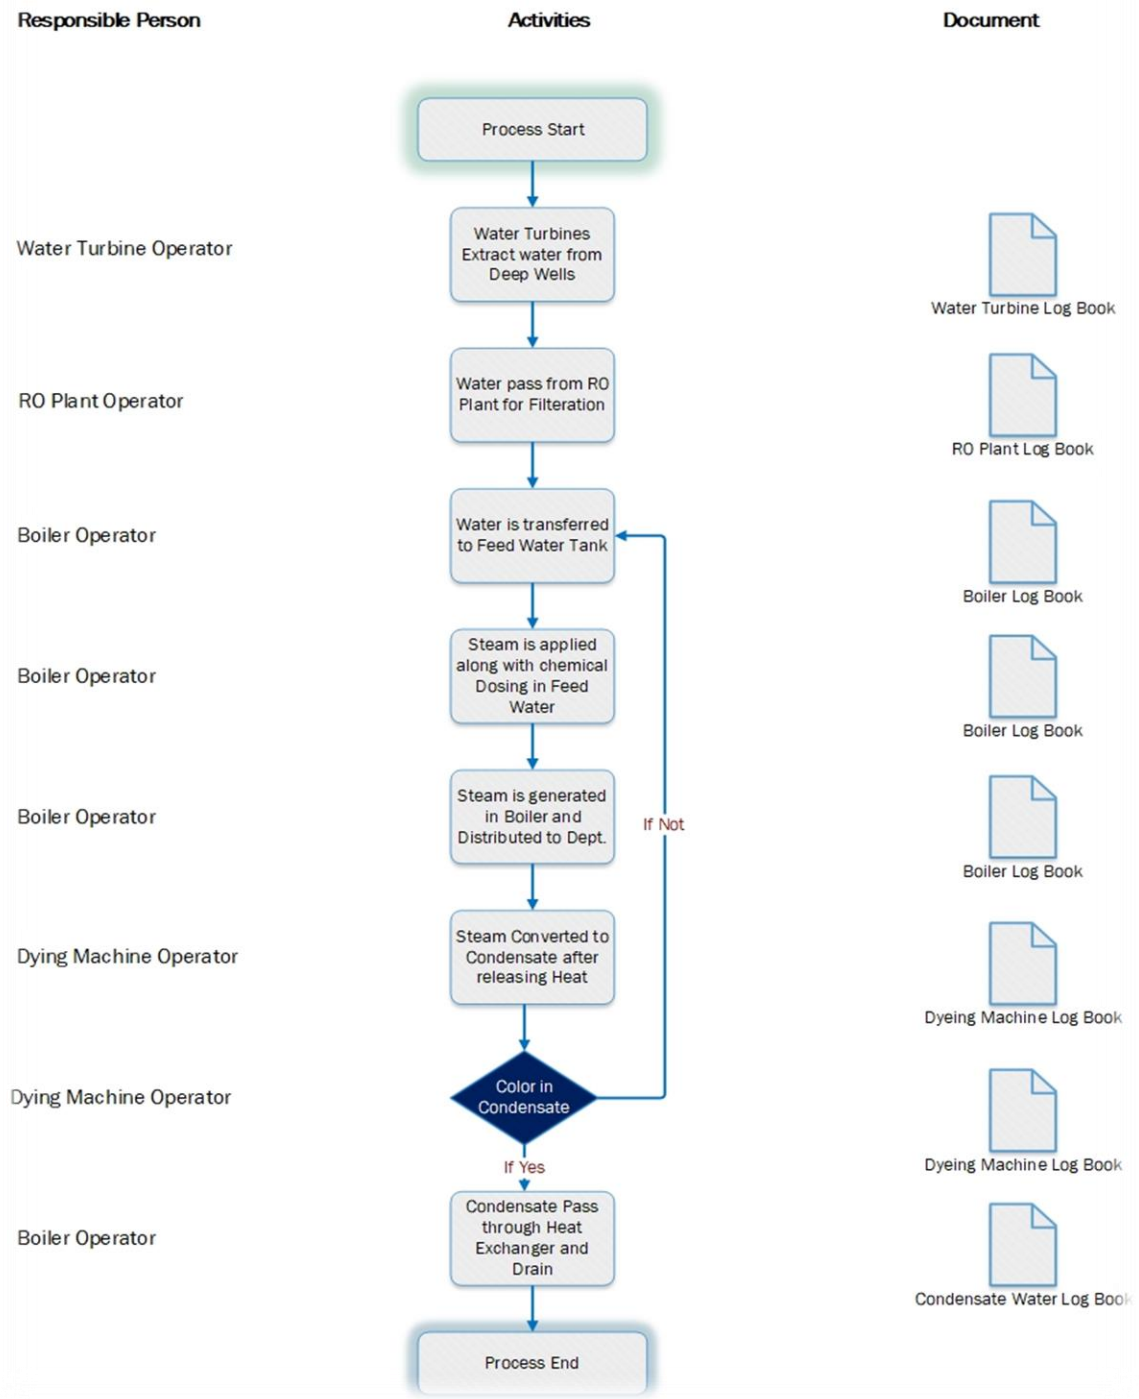 Responsible Person Activities Document
Process Start
Water Turbine Operator
Water Turbines
Extract water from
Deep Wells
Water Turbine Log Book
RO Plant Operator
Water pass from RO
Plant for Filteration
RO Plant Log Book
Boiler Operator
Water is transferred
to Feed Water Tank
Boiler Log Book
Boiler Operator
Steam is applied
along with chemical
Dosing in Feed
Water
Boiler Log Book
Boiler Operator
Steam is generated
in Boiler and
Distributed to Dept.
If Not
Boiler Log Book
Dying Machine Operator
Steam Converted to
Condensate after
releasing Heat
Dyeing Machine Log Book
Dying Machine Operator
Color in
Condensate
Dyeing Machine Log Book
If Yes
Boiler Operator
Condensate Pass
through Heat
Exchanger and
Drain
Condensate Water Log Book
Process End